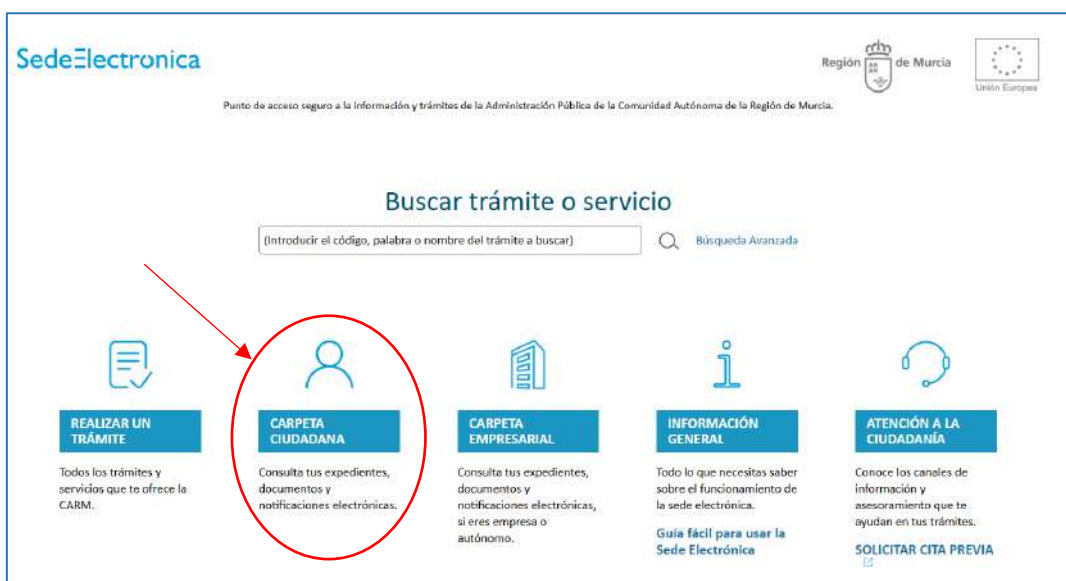 SedeElectronica
Región de Murcia
Unión Europea
Punto de acceso seguro a la información y trámites de la Administración Pública de la Comunidad Autónoma de la Región de Murcia.
Buscar trámite o servicio
(Introducir el código, palabra o nombre del trámite a buscar)
Búsqueda Avanzada
REALIZAR UN
TRÁMITE
Todos los trámites y
servicios que te ofrece la
CARM.
CARPETA
CIUDADANA
Consulta tus expedientes,
documentos y
notificaciones electrónicas.
CARPETA
EMPRESARIAL
Consulta tus expedientes,
documentos y
notificaciones electrónicas,
si eres empresa o
autónomo.
INFORMACIÓN
GENERAL
Todo lo que necesitas saber
sobre el funcionamiento de
la sede electrónica.
Guía fácil para usar la
Sede Electrónica
ATENCIÓN A LA
CIUDADANÍA
Conoce los canales de
información y
asesoramiento que te
ayudan en tus trámites.
SOLICITAR CITA PREVIA